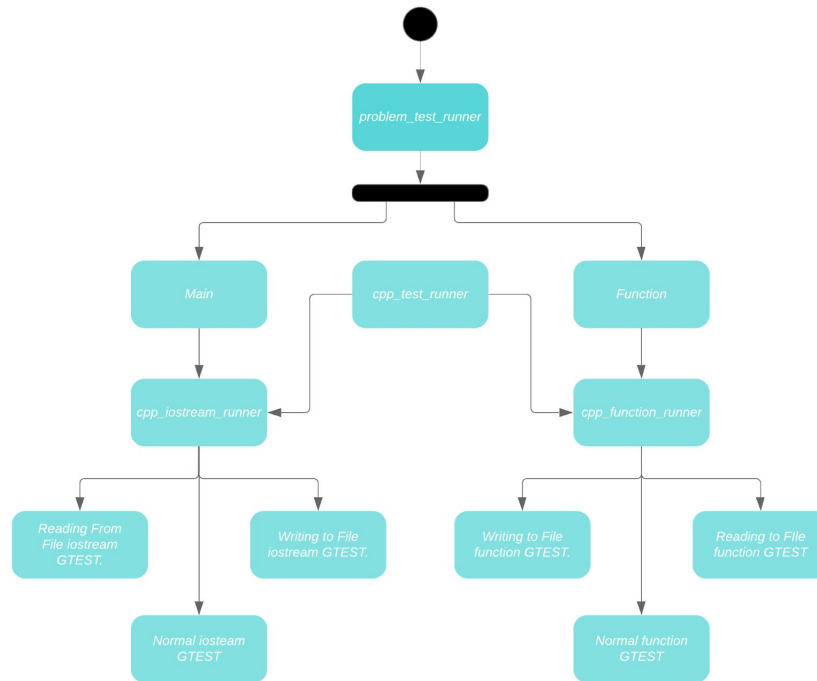 problem_test_runner
Main
cpp_test_runner
Function
cpp_iostream_runner
cpp_function_runner
Reading From
File iostream
GTEST.
Writing to File
iostream GTEST.
Writing to File
function GTEST.
Reading to FIle
function GTEST
Normal iosteam
GTEST
Normal function
GTEST